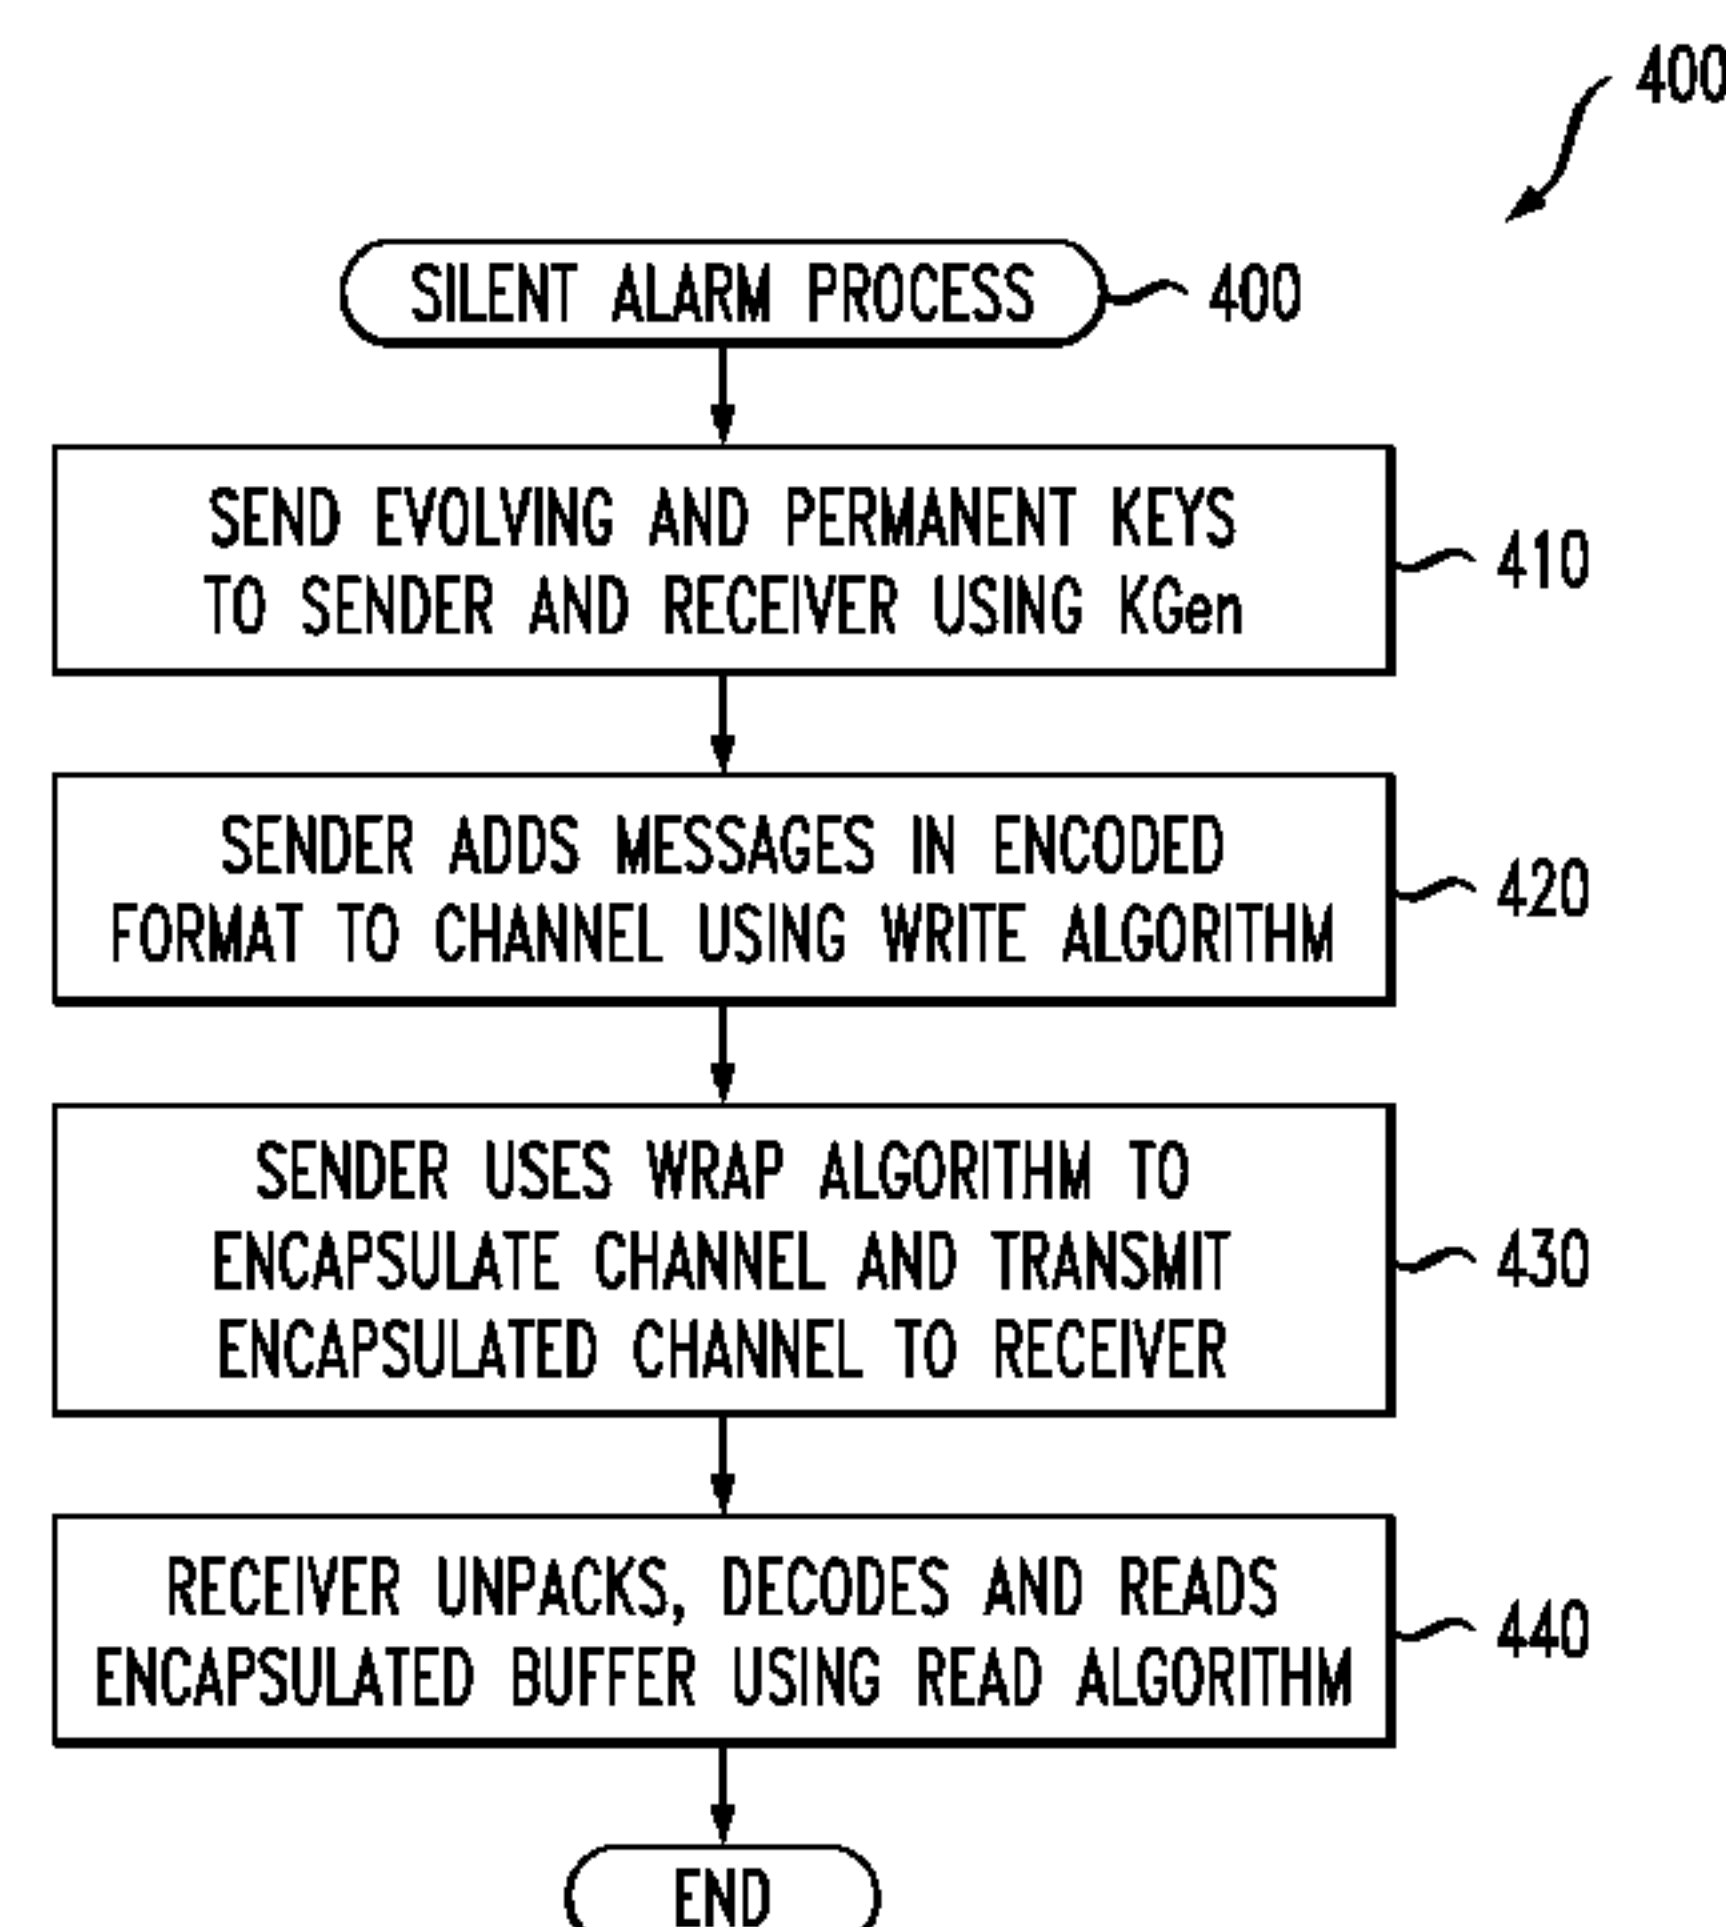 400
SILENT ALARM PROCESS
400
SEND EVOLVING AND PERMANENT KEYS
TO SENDER AND RECEIVER USING KGen
410
SENDER ADDS MESSAGES IN ENCODED
FORMAT TO CHANNEL USING WRITE ALGORITHM
420
SENDER USES WRAP ALGORITHM TO
ENCAPSULATE CHANNEL AND TRANSMIT
ENCAPSULATED CHANNEL TO RECEIVER
430
RECEIVER UNPACKS, DECODES AND READS
ENCAPSULATED BUFFER USING READ ALGORITHM
440
END